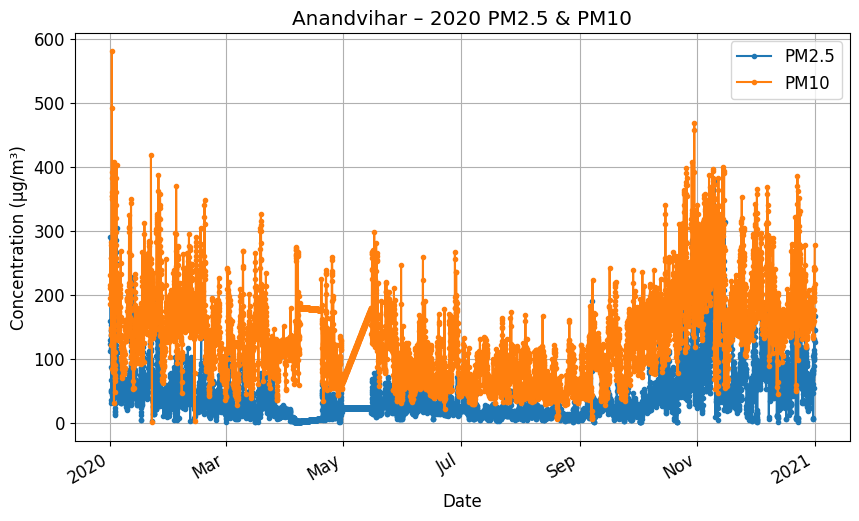 Anandvihar – 2020 PM2.5 & PM10
PM2.5
PM10
Concentration (µg/m³)
600
500
400
300
200
100
0
2020
Mar
May
Jul
Sep
Nov
2021
Date